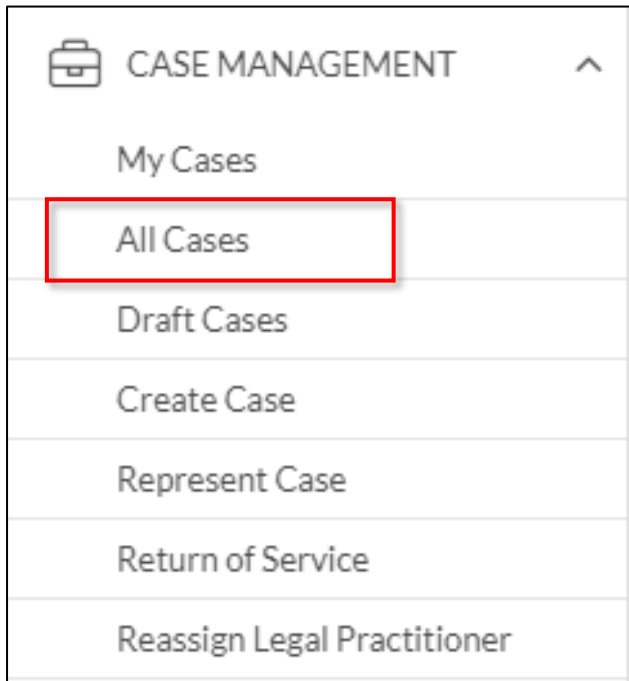 CASE MANAGEMENT
My Cases
All Cases
Draft Cases
Create Case
Represent Case
Return of Service
Reassign Legal Practitioner